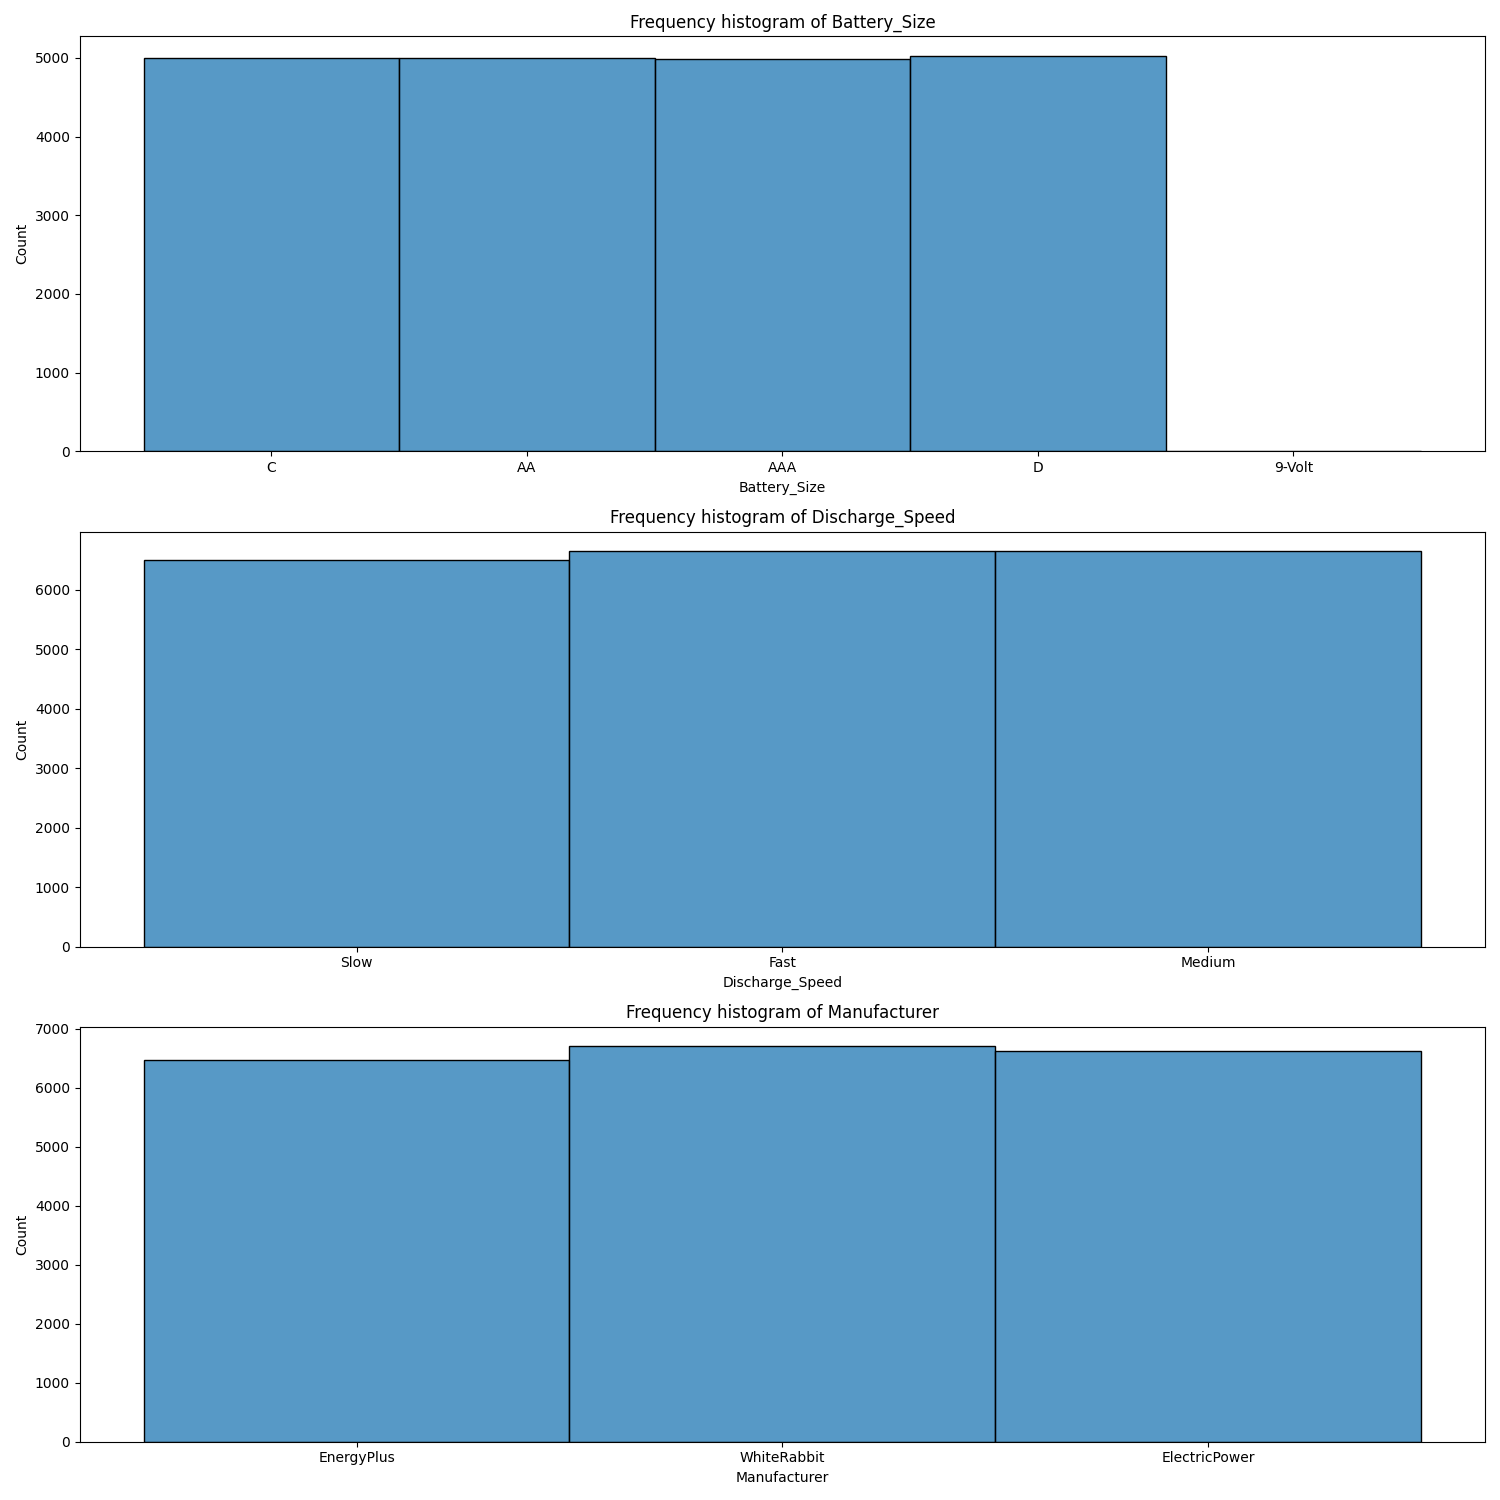 Frequency histogram of Battery_Size
5000
4000
3000
2000
1000
0
Count
C AA AAA D 9-Volt
Battery_Size
Frequency histogram of Discharge_Speed
6000
5000
4000
3000
2000
1000
0
Count
Slow Fast Medium
Discharge_Speed
Frequency histogram of Manufacturer
7000
6000
5000
4000
3000
2000
1000
0
Count
EnergyPlus WhiteRabbit ElectricPower
Manufacturer